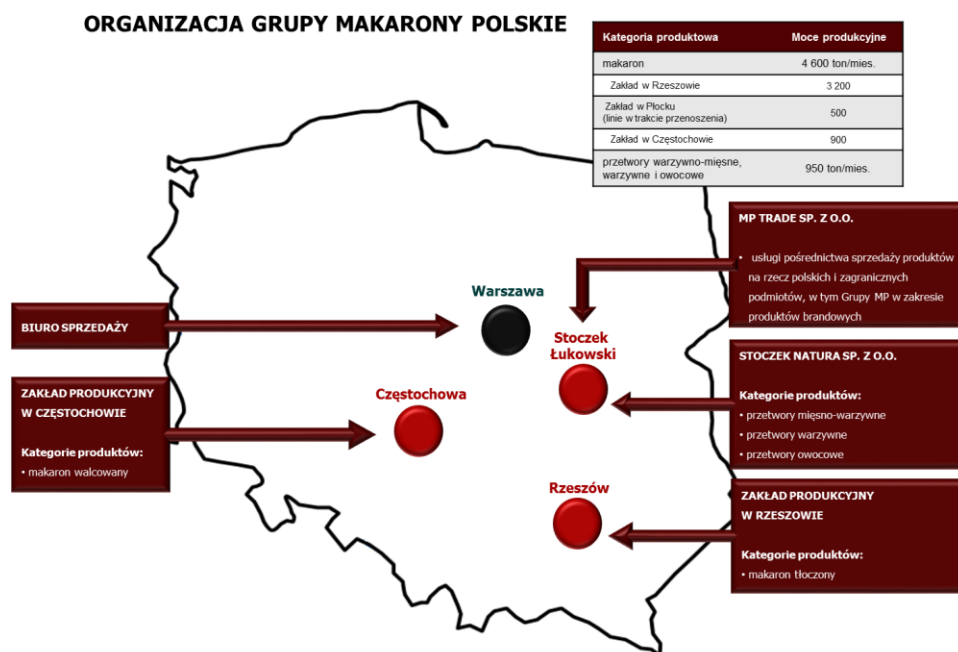 ORGANIZACJA GRUPY MAKARONY POLSKIE
Kategoria produktowa Moce produkcyjne
makaron 4 600 ton/mies.
Zakład w Rzeszowie 3 200
Zakład w Płocku
(linie w trakcie przenoszenia) 500
Zakład w Częstochowie 900
przetwory warzywno-mięsne,
warzywne i owocowe 950 ton/mies.
MP TRADE SP. Z O.O.
• usługi pośrednictwa sprzedaży produktów
na rzecz polskich i zagranicznych
podmiotów, w tym Grupy MP w zakresie
produktów brandowych
Warszawa
BIURO SPRZEDAŻY
Stoczek
Łukowski
STOCZEK NATURA SP. Z O.O.
Kategorie produktów:
• przetwory mięsno-warzywne
• przetwory warzywne
• przetwory owocowe
ZAKŁAD PRODUKCYJNY
W CZĘSTOCHOWIE
Kategorie produktów:
• makaron walcowany
Częstochowa
Rzeszów
ZAKŁAD PRODUKCYJNY
W RZESZOWIE
Kategorie produktów:
• makaron tłoczony